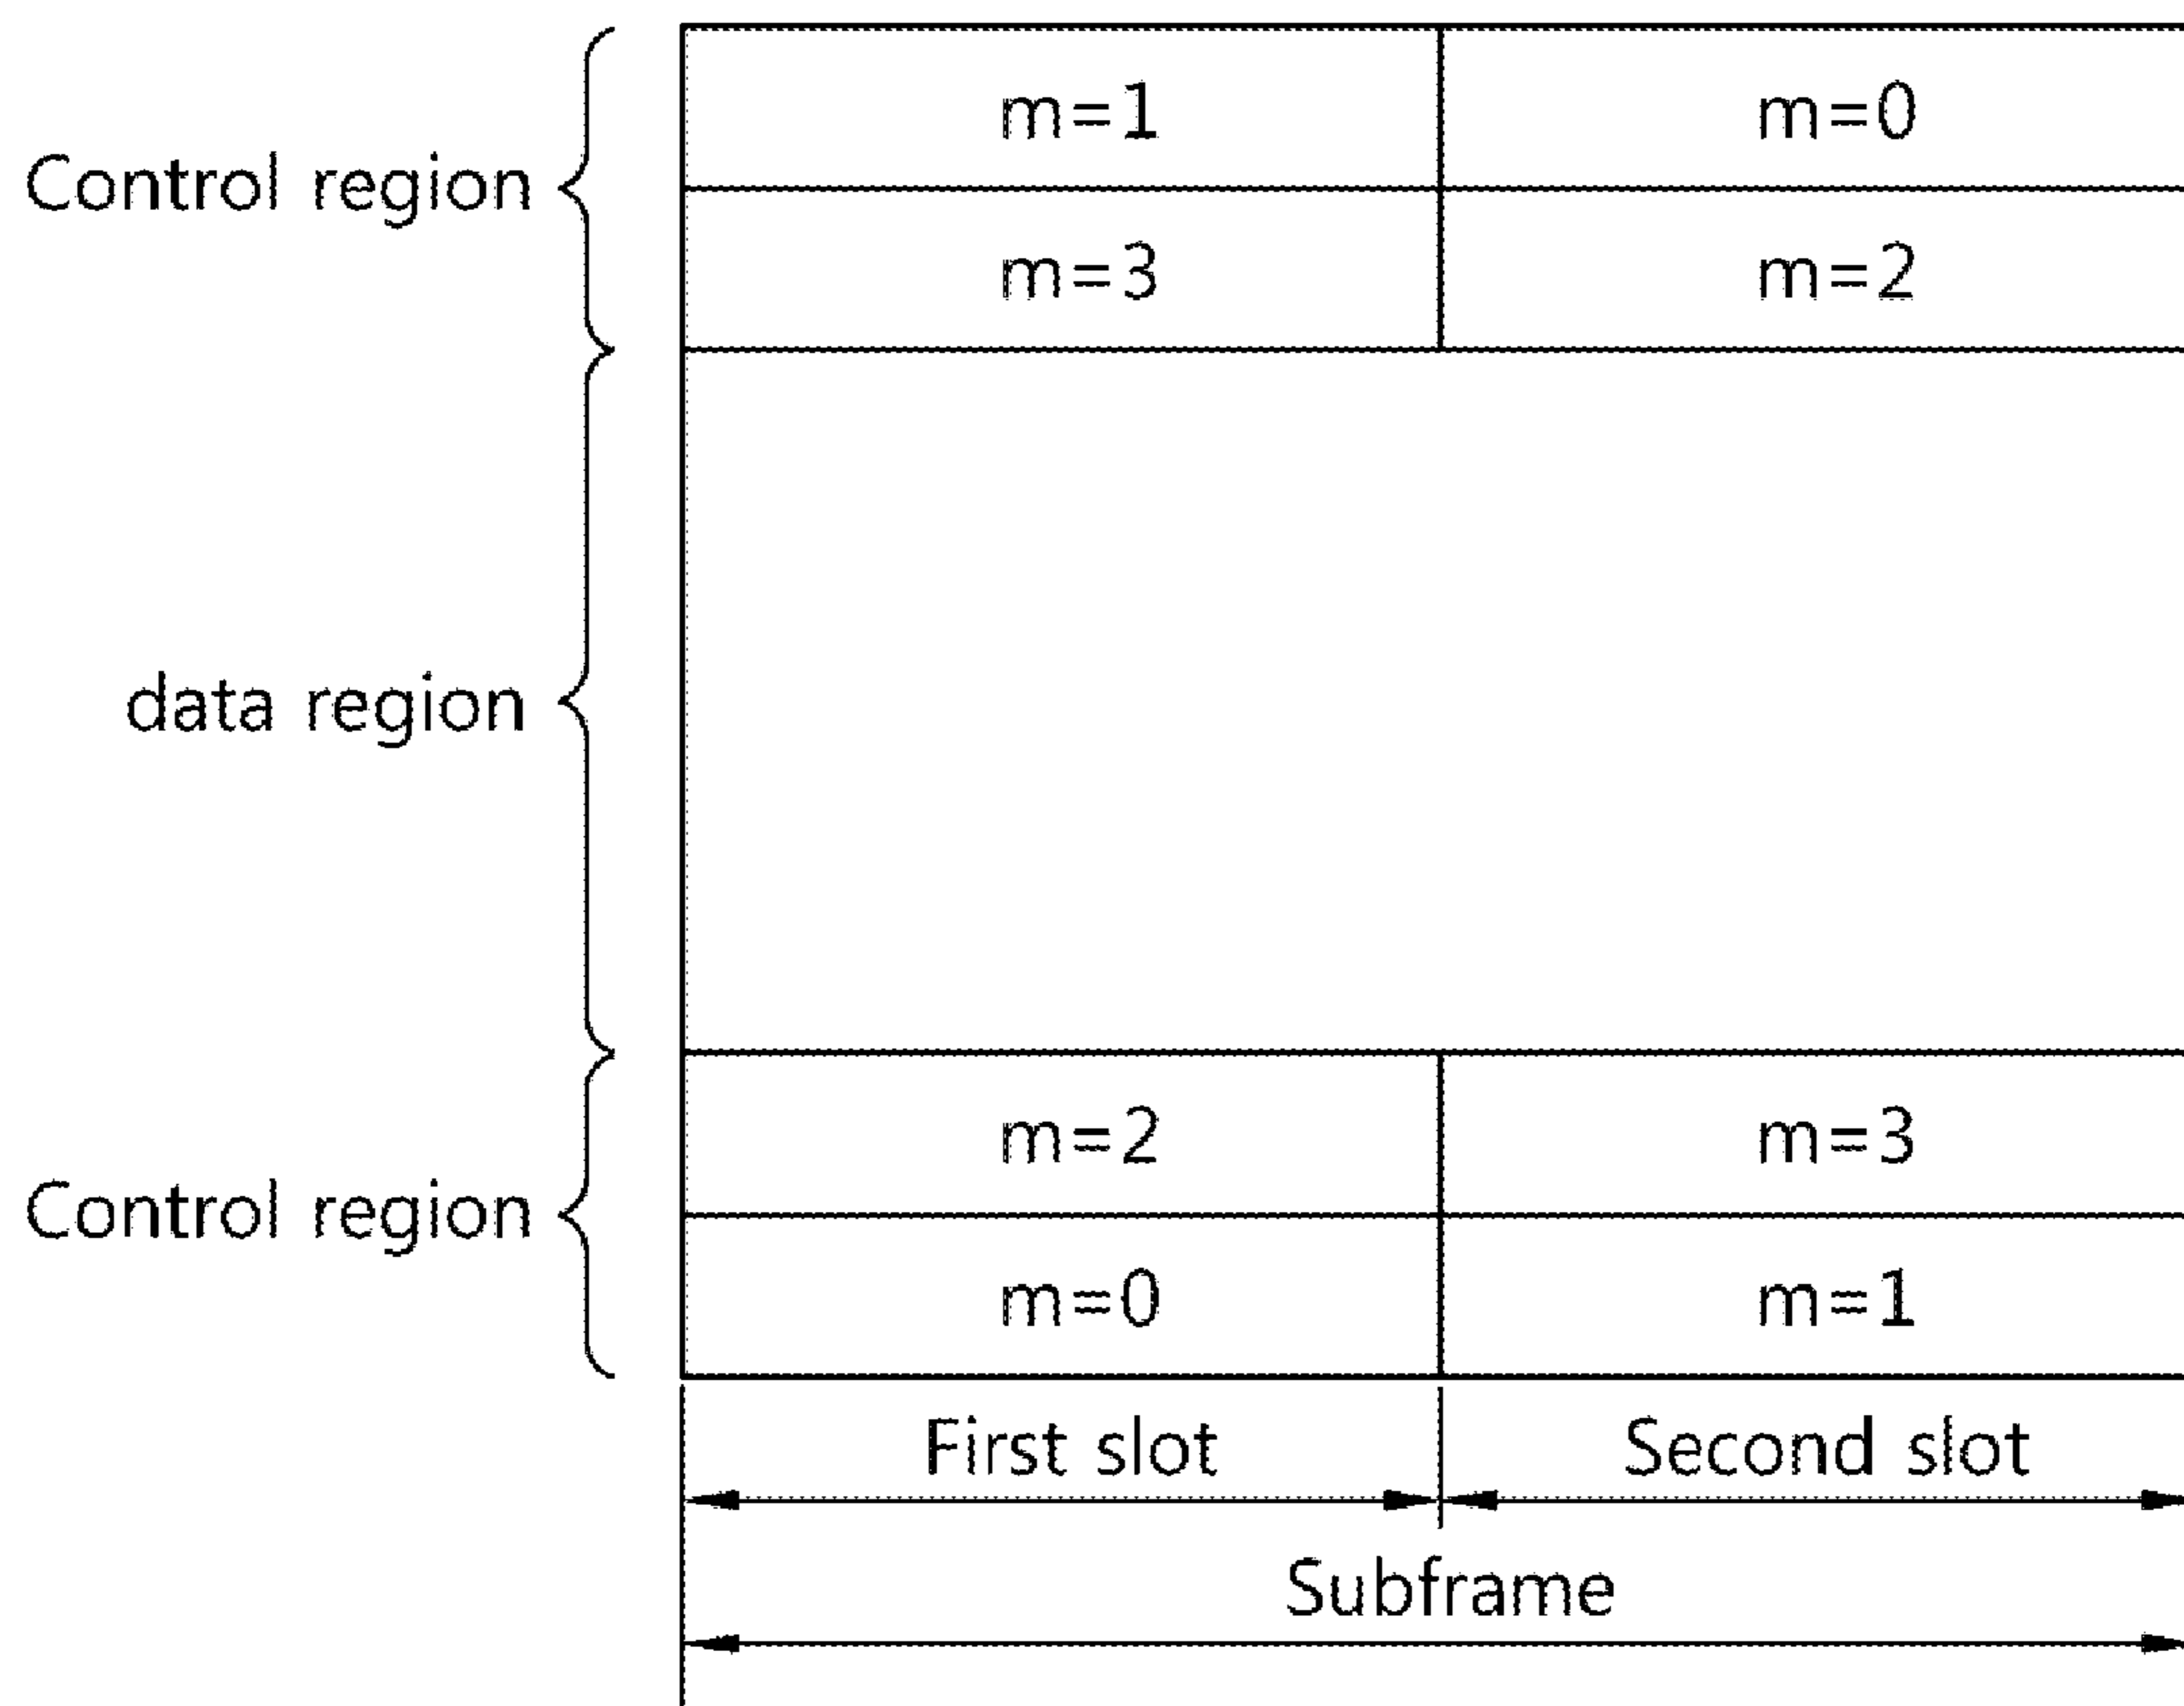 m=1 m=0
Control region
m=3 m=2
data region
m=2 m=3
Control region
m=0 m=1
First slot Second slot
Subframe